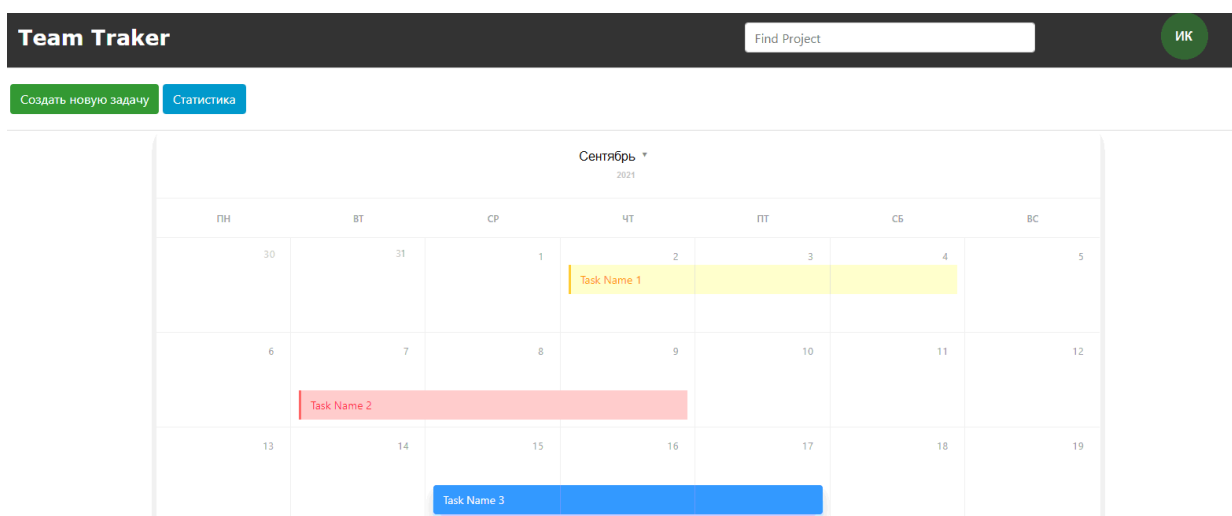 Team Traker
Find Project
ИК
Создать новую задачу
Статистика
Сентябрь
2021
ПН ВТ СР ЧТ ПТ СБ ВС
30 31 1 2 3 4 5
Task Name 1
6 7 8 9 10 11 12
Task Name 2
13 14 15 16 17 18 19
Task Name 3